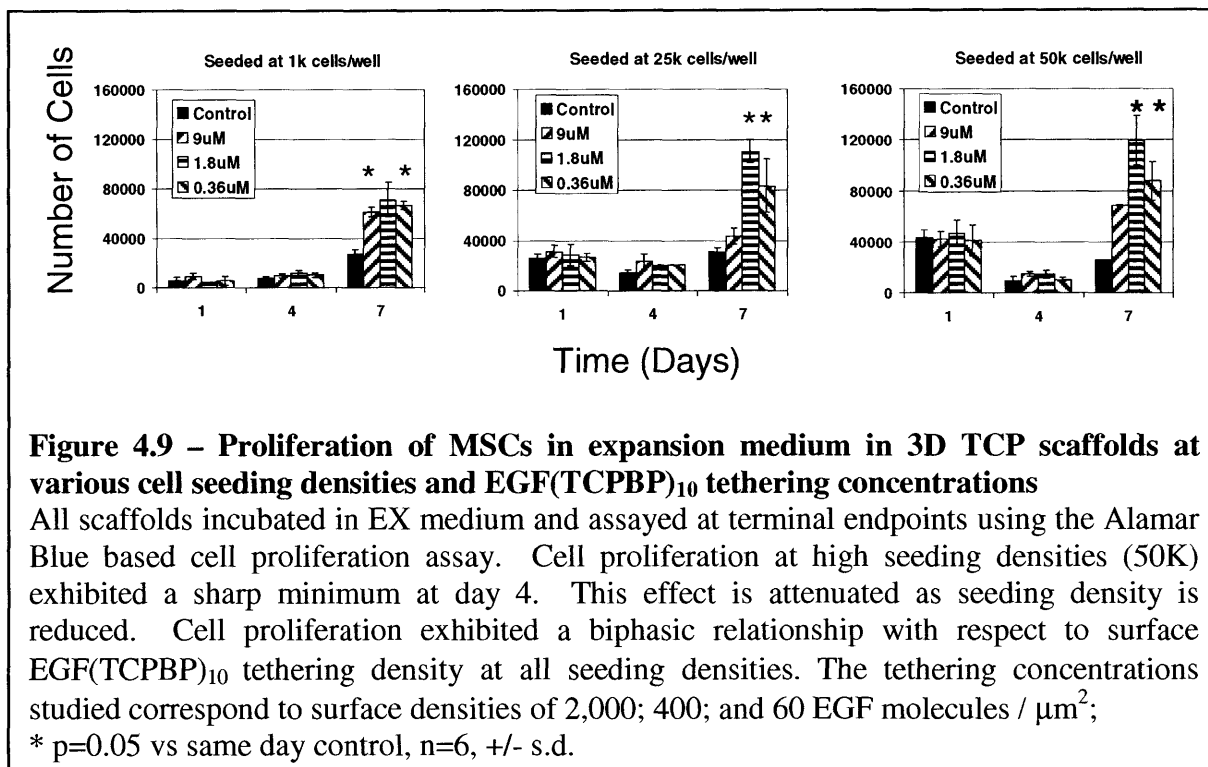 Number of Cells
Seeded at 1k cells/well
160000
120000
80000
40000
0
Control
9uM
1.8uM
0.36uM
* *
1 4 7
Seeded at 25k cells/well
160000
120000
80000
40000
0
Control
9uM
1.8uM
0.36uM
**
1 4 7
Seeded at 50k cells/well
160000
120000
80000
40000
0
Control
9uM
1.8uM
0.36uM
* *
1 4 7
Time (Days)
Figure 4.9 – Proliferation of MSCs in expansion medium in 3D TCP scaffolds at
various cell seeding densities and EGF(TCPBP)₁₀ tethering concentrations
All scaffolds incubated in EX medium and assayed at terminal endpoints using the Alamar
Blue based cell proliferation assay. Cell proliferation at high seeding densities (50K)
exhibited a sharp minimum at day 4. This effect is attenuated as seeding density is
reduced. Cell proliferation exhibited a biphasic relationship with respect to surface
EGF(TCPBP)₁₀ tethering density at all seeding densities. The tethering concentrations
studied correspond to surface densities of 2,000; 400; and 60 EGF molecules / μm²;
* p=0.05 vs same day control, n=6, +/- s.d.